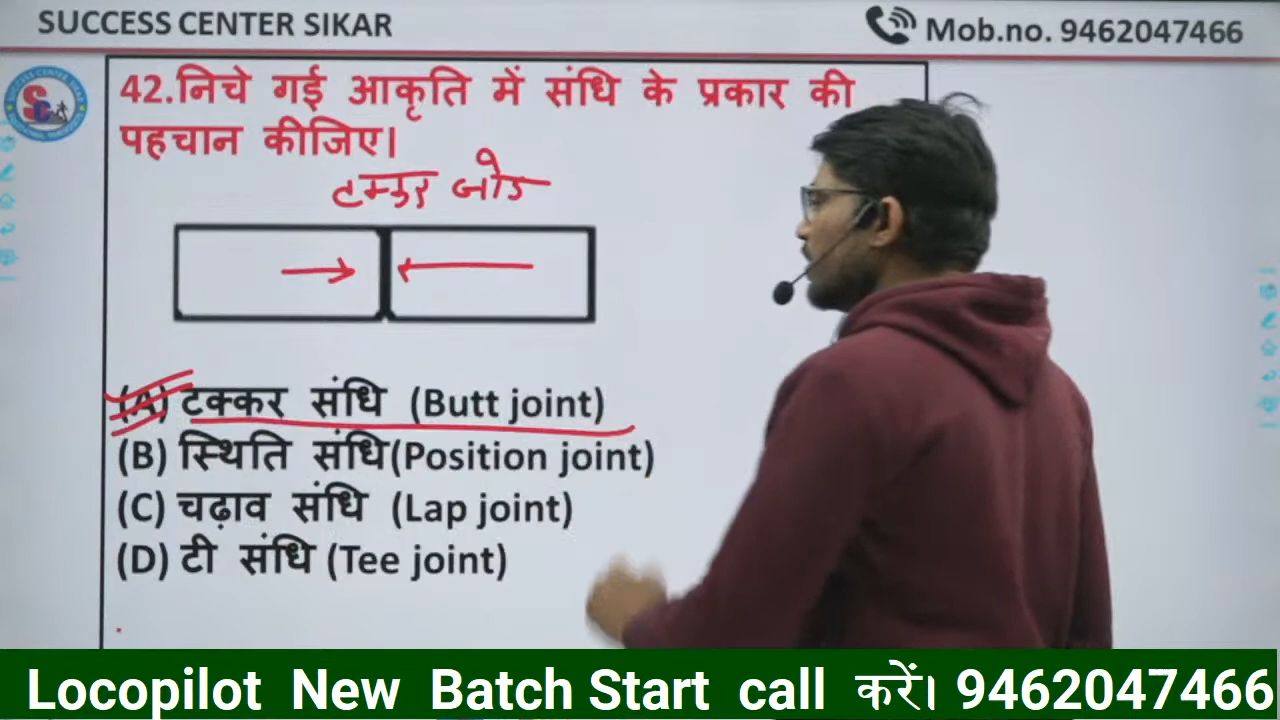 SUCCESS CENTER SIKAR
Mob.no. 9462047466
42.निचे गई आकृति में संधि के प्रकार की
पहचान कीजिए।
टक्कर जोड
(A) टक्कर संधि (Butt joint)
(B) स्थिति संधि(Position joint)
(C) चढ़ाव संधि (Lap joint)
(D) टी संधि (Tee joint)
Locopilot New Batch Start call करें। 9462047466